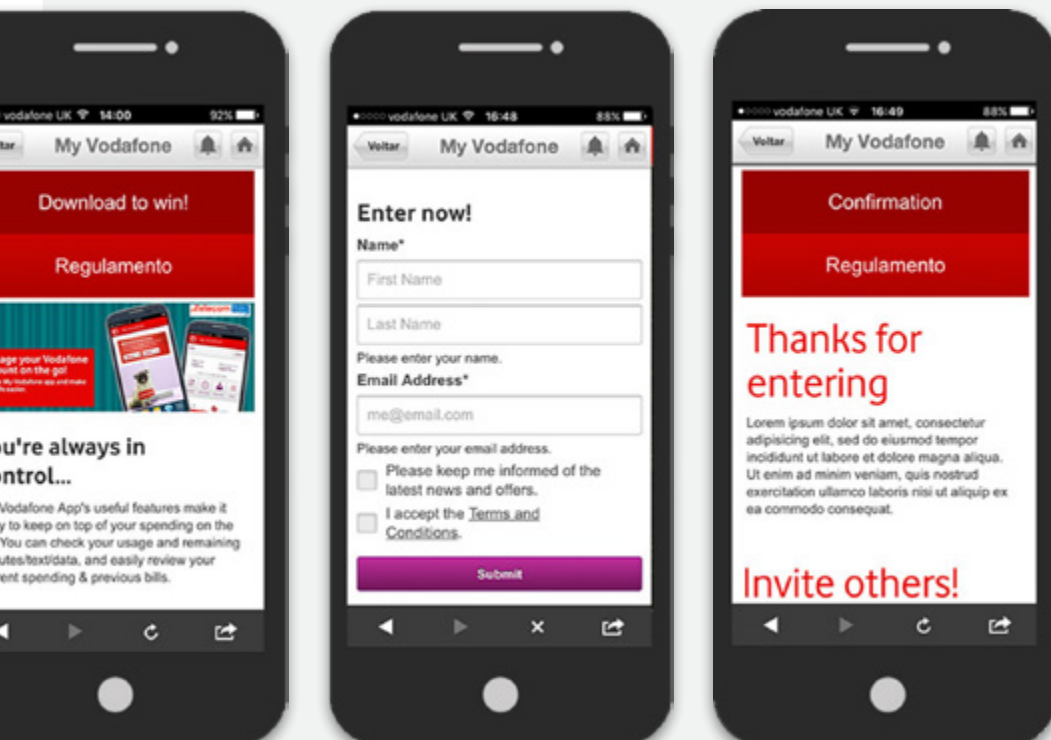 vodafone UK 14:00 92%
My Vodafone
Download to win!
Regulamento
Vodafone
on the go!
You're always in
control...
Vodafone App's useful features make it
to keep on top of your spending on the
You can check your usage and remaining
minutes/text/data, and easily review your
spending & previous bills.
vodafone UK 16:48 88%
Voltar My Vodafone
Enter now!
Name*
First Name
Last Name
Please enter your name.
Email Address*
me@email.com
Please enter your email address.
Please keep me informed of the
latest news and offers.
I accept the Terms and
Conditions.
Submit
vodafone UK 16:49 88%
Voltar My Vodafone
Confirmation
Regulamento
Thanks for
entering
Lorem ipsum dolor sit amet, consectetur
adipisicing elit, sed do eiusmod tempor
incididunt ut labore et dolore magna aliqua.
Ut enim ad minim veniam, quis nostrud
exercitation ullamco laboris nisi ut aliquip ex
ea commodo consequat.
Invite others!